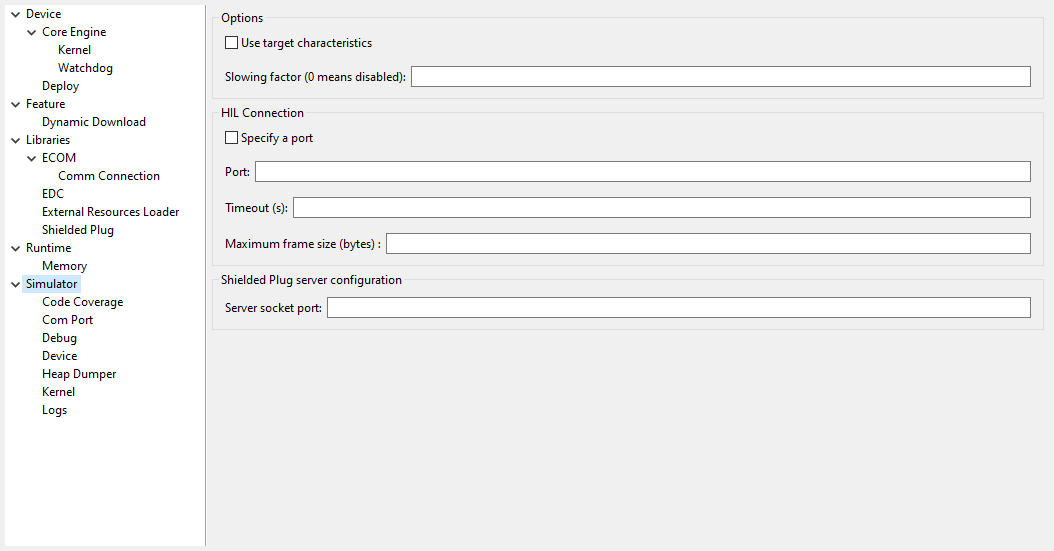 Device
Core Engine
Kernel
Watchdog
Deploy
Feature
Dynamic Download
Libraries
ECOM
Comm Connection
EDC
External Resources Loader
Shielded Plug
Runtime
Memory
Simulator
Code Coverage
Com Port
Debug
Device
Heap Dumper
Kernel
Logs
Options
Use target characteristics
Slowing factor (0 means disabled):
HIL Connection
Specify a port
Port:
Timeout (s):
Maximum frame size (bytes) :
Shielded Plug server configuration
Server socket port: